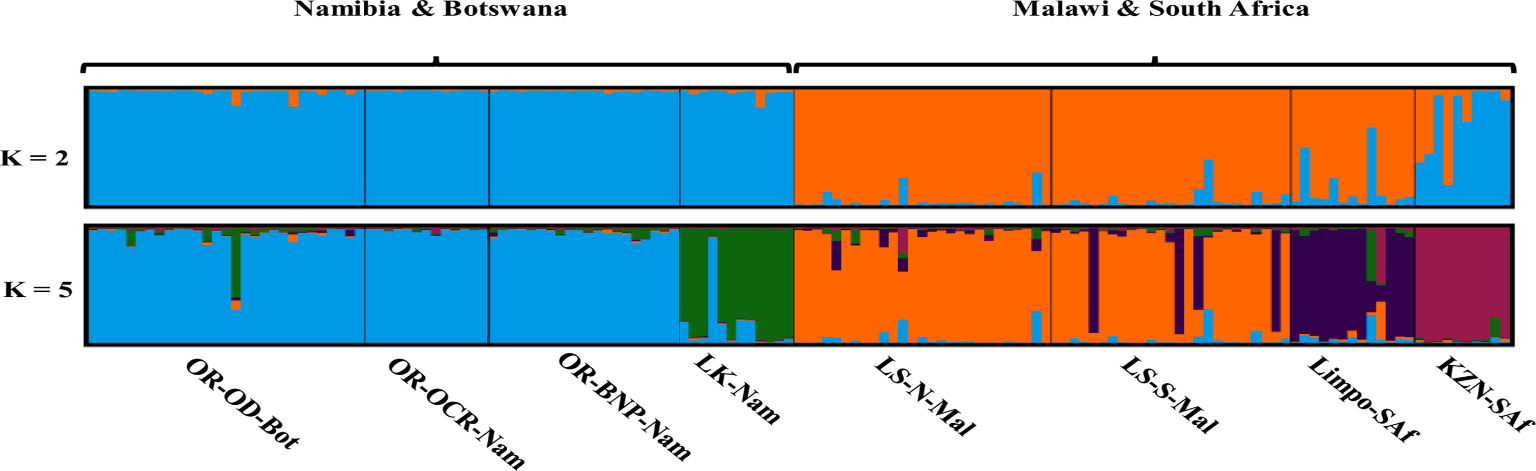 Namibia & Botswana
Malawi & South Africa
K = 2
K = 5
OR-OD-Bot
OR-OCR-Nam
OR-BNP-Nam
LK-Nam
LS-N-Mal
LS-S-Mal
Limpo-SAf
KZN-SAf